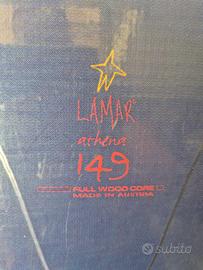 LAMAR
athena
149
FULL WOOD CORE
MADE IN AUSTRIA
subito